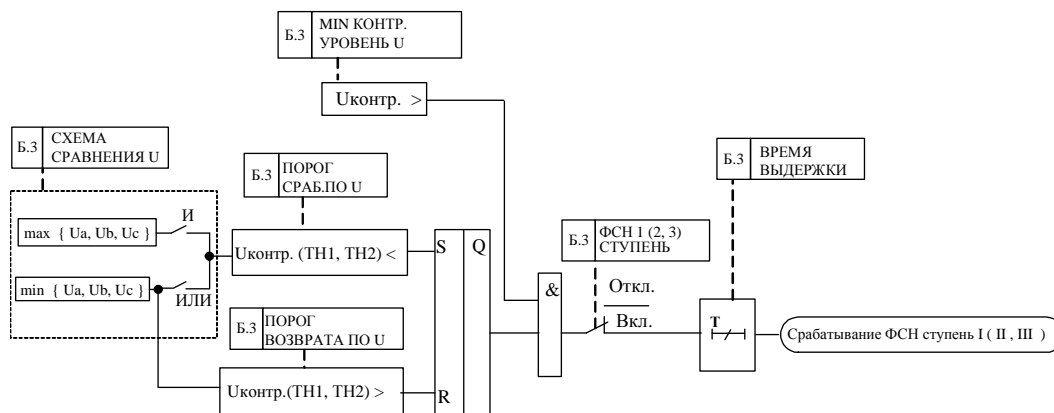 Б.3
MIN КОНТР.
УРОВЕНЬ U
Uконтр. >
Б.3
СХЕМА
СРАВНЕНИЯ U
Б.3
ПОРОГ
СРАБ.ПО U
Б.3
ВРЕМЯ
ВЫДЕРЖКИ
max { Ua, Ub, Uc }
И
min { Ua, Ub, Uc }
ИЛИ
Uконтр. (ТН1, ТН2) <
S
Q
Б.3
ФСН 1 (2, 3)
СТУПЕНЬ
&
Откл.
Вкл.
Т
Срабатывание ФСН ступень I ( II , III )
Б.3
ПОРОГ
ВОЗВРАТА ПО U
Uконтр.(ТН1, ТН2) >
R